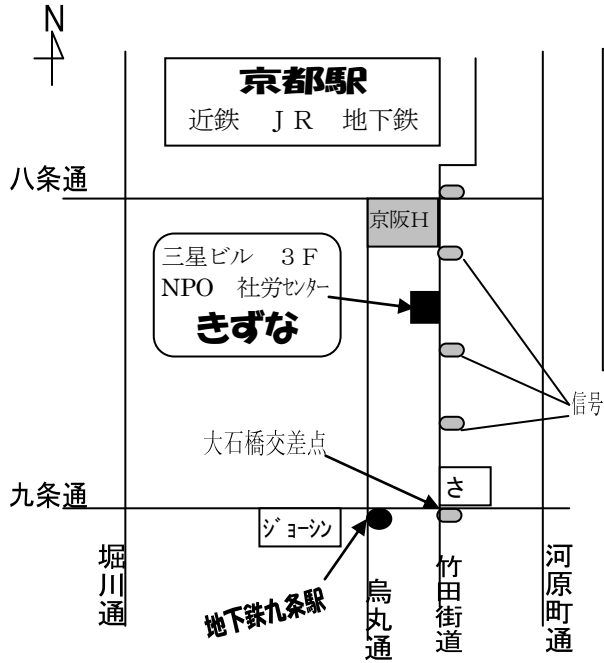 N
京都駅
近鉄 JR 地下鉄
八条通
京阪H
三星ビル 3F
NPO 社労センター
きずな
信号
大石橋交差点
さ
九条通
ジョーシン
地下鉄九条駅
堀川通
烏丸通
竹田街道
河原町通